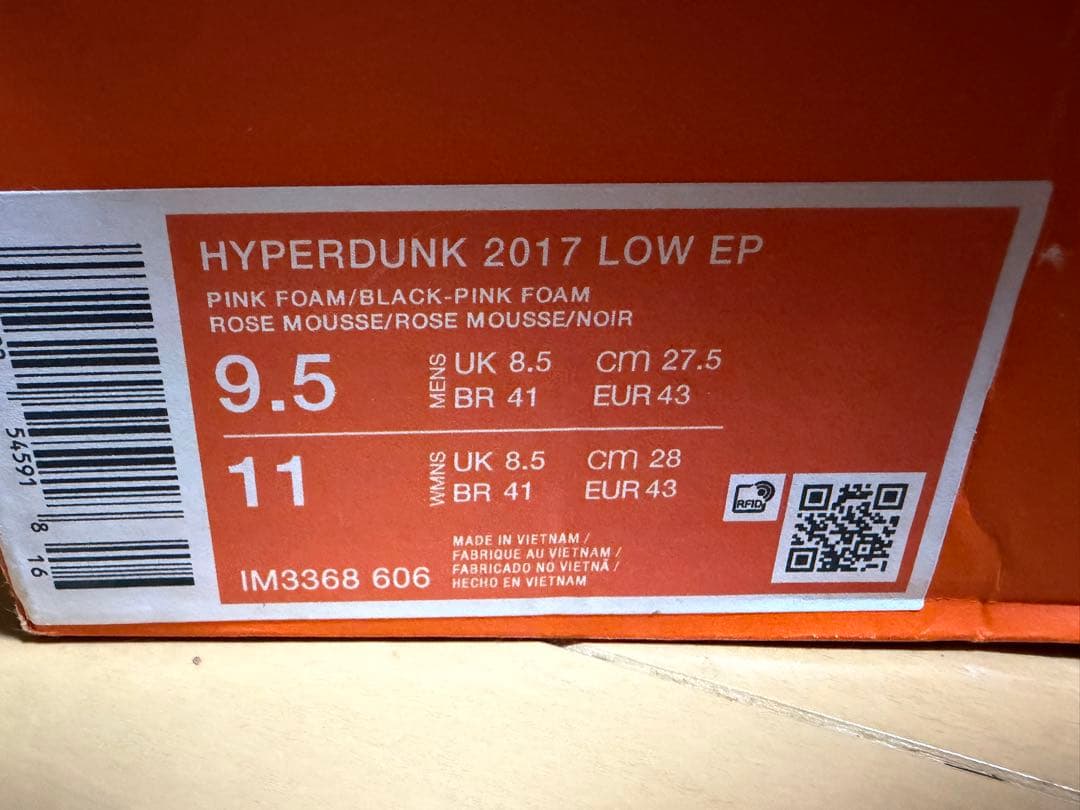 HYPERDUNK 2017 LOW EP
PINK FOAM/BLACK-PINK FOAM
ROSE MOUSSE/ROSE MOUSSE/NOIR
9.5 MENS UK 8.5 cm 27.5
BR 41 EUR 43
11 WMNS UK 8.5 cm 28
BR 41 EUR 43
RFID
MADE IN VIETNAM /
FABRIQUE AU VIETNAM /
FABRICADO NO VIETNÃ /
HECHO EN VIETNAM
IM3368 606
54591 8 16